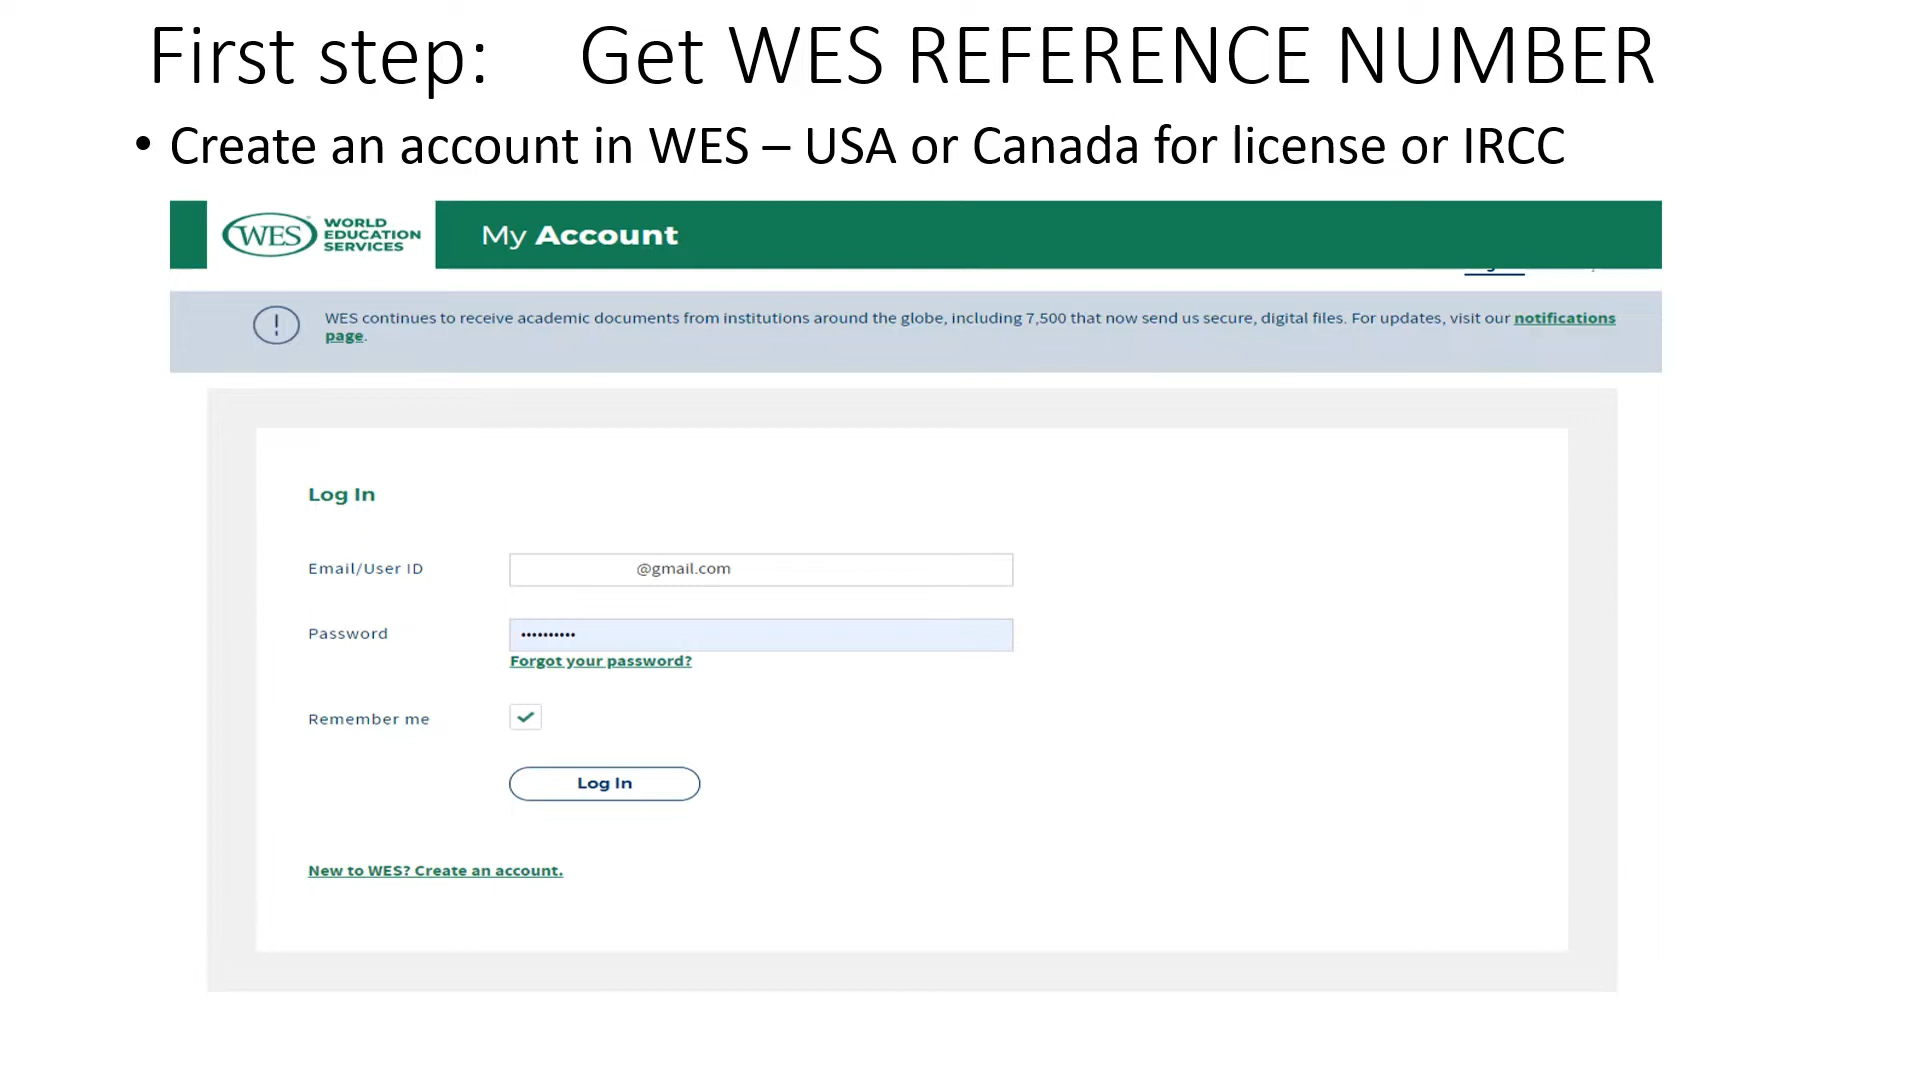 First step: Get WES REFERENCE NUMBER
• Create an account in WES – USA or Canada for license or IRCC
WES WORLD
EDUCATION
SERVICES
My Account
WES continues to receive academic documents from institutions around the globe, including 7,500 that now send us secure, digital files. For updates, visit our notifications
page.
Log In
Email/User ID
@gmail.com
Password
••••••••••
Forgot your password?
Remember me
Log In
New to WES? Create an account.